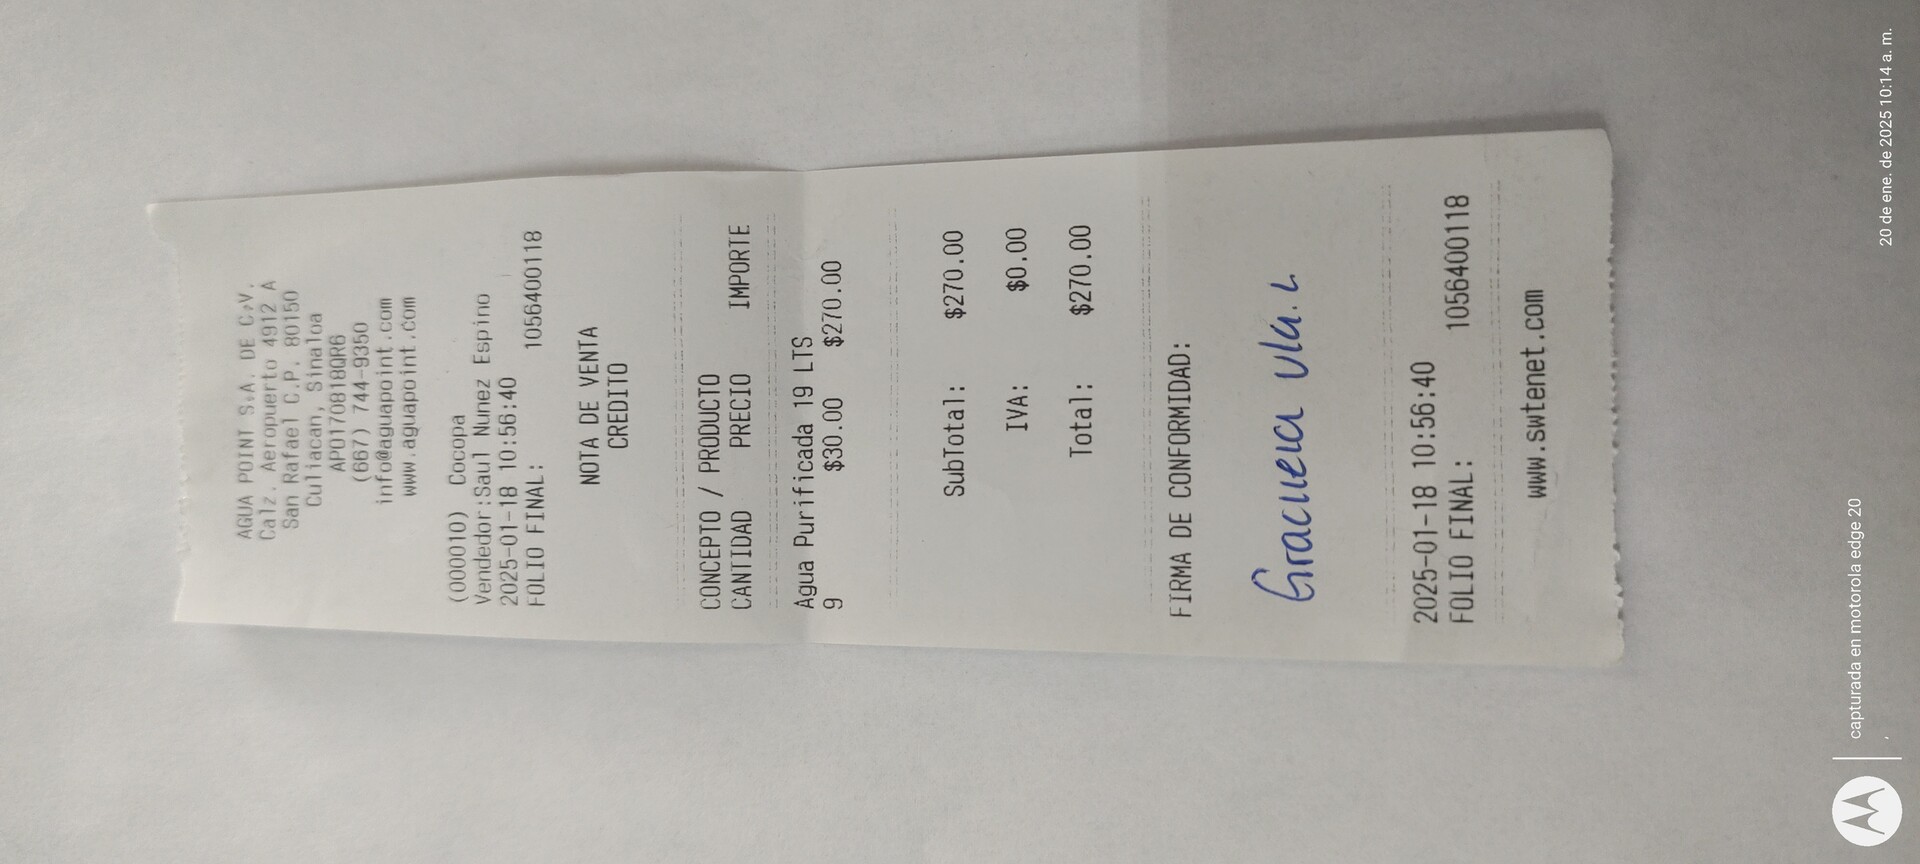 AGUA POINT S.A. DE C.V.
Calz. Aeropuerto 4912 A
San Rafael C.P. 80150
Culiacan, Sinaloa
APO170818QR6
(667) 744-9350
info@aguapoint.com
www.aguapoint.com
(000010) Cocopa
Vendedor:Saul Nunez Espino
2025-01-18 10:56:40
FOLIO FINAL: 1056400118
NOTA DE VENTA
CREDITO
CONCEPTO / PRODUCTO
CANTIDAD PRECIO IMPORTE
Agua Purificada 19 LTS
9 $30.00 $270.00
SubTotal: $270.00
IVA: $0.00
Total: $270.00
FIRMA DE CONFORMIDAD:
2025-01-18 10:56:40
FOLIO FINAL: 1056400118
www.swtenet.com
capturada en motorola edge 20
20 de ene. de 2025 10:14 a. m.